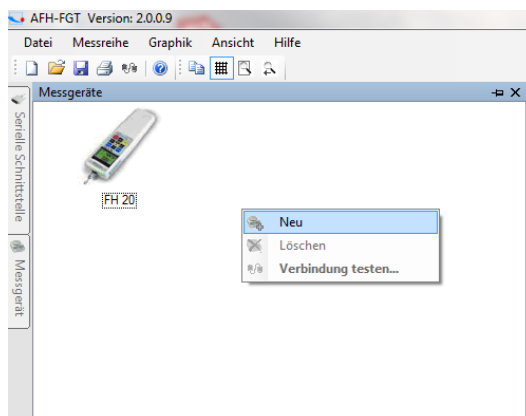 AFH-FGT Version: 2.0.0.9
Datei Messreihe Graphik Ansicht Hilfe
Messgeräte
Serielle Schnittstelle
Messgerät
FH 20
Neu
Löschen
Verbindung testen...